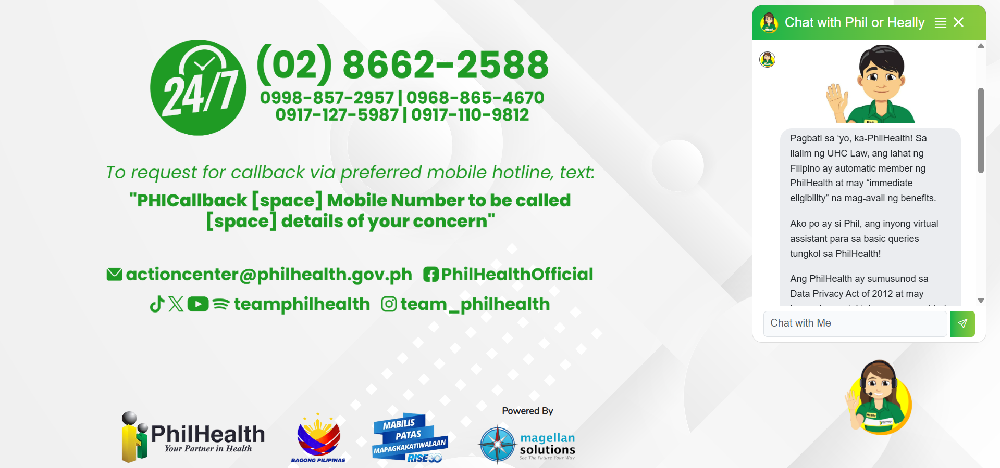 24/7
(02) 8662-2588
0998-857-2957 | 0968-865-4670
0917-127-5987 | 0917-110-9812
To request for callback via preferred mobile hotline, text:
"PHICallback [space] Mobile Number to be called
[space] details of your concern"
actioncenter@philhealth.gov.ph PhilHealthOfficial
teamphilhealth team_philhealth
PhilHealth
Your Partner in Health
BAGONG PILIPINAS
MABILIS
PATAS
MAPAGKAKATIWALAAN
RISE30
Powered By
magellan
solutions
See The Future Your Way
Chat with Phil or Heally
Phil
Pagbati sa ‘yo, ka-PhilHealth! Sa
ilalim ng UHC Law, ang lahat ng
Filipino ay automatic member ng
PhilHealth at may “immediate
eligibility” na mag-avail ng benefits.
Ako po ay si Phil, ang inyong virtual
assistant para sa basic queries
tungkol sa PhilHealth!
Ang PhilHealth ay sumusunod sa
Data Privacy Act of 2012 at may
Chat with Me
Heally